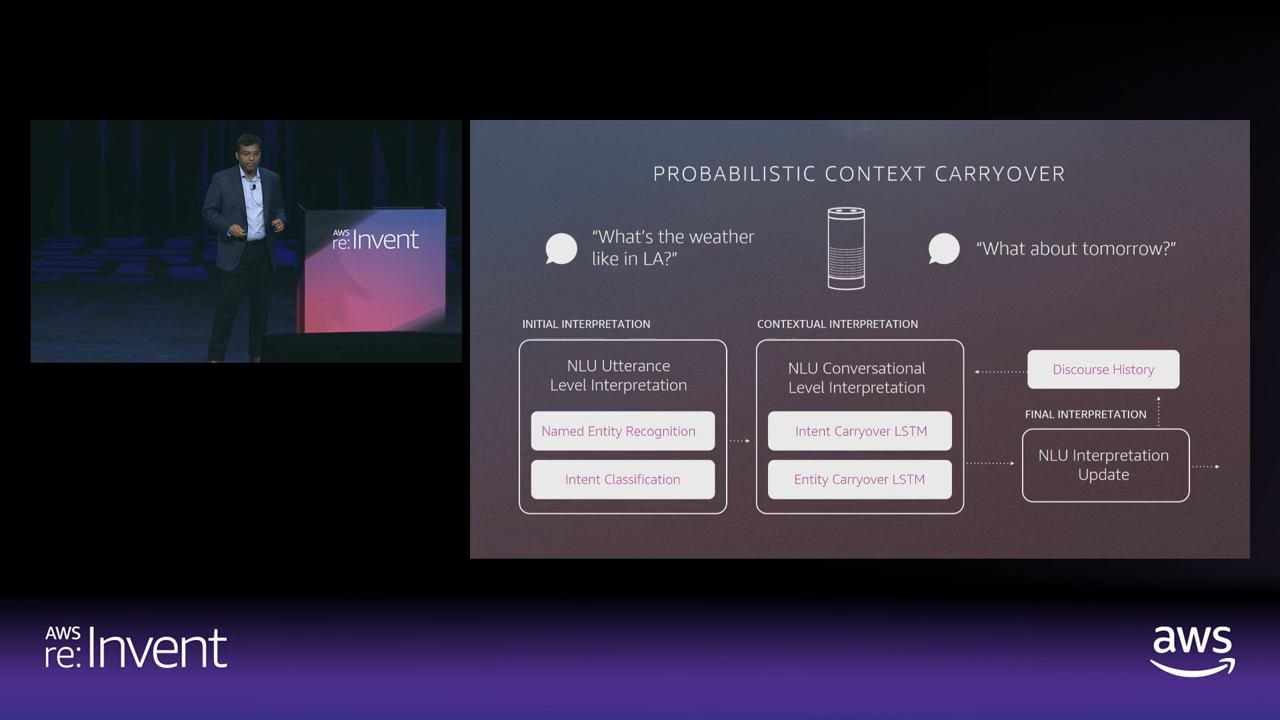 AWS
re:Invent
PROBABILISTIC CONTEXT CARRYOVER
“What’s the weather
like in LA?”
“What about tomorrow?”
INITIAL INTERPRETATION
NLU Utterance
Level Interpretation
Named Entity Recognition
Intent Classification
CONTEXTUAL INTERPRETATION
NLU Conversational
Level Interpretation
Intent Carryover LSTM
Entity Carryover LSTM
Discourse History
FINAL INTERPRETATION
NLU Interpretation
Update
AWS
re:Invent
aws